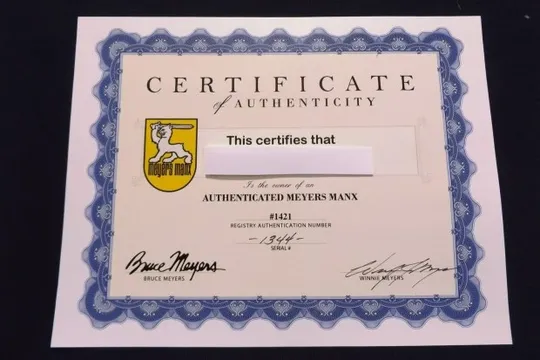 CERTIFICATE
of AUTHENTICITY
meyers manx
This certifies that
Is the owner of an
AUTHENTICATED MEYERS MANX
#1421
REGISTRY AUTHENTICATION NUMBER
-1344-
SERIAL #
Bruce Meyers
BRUCE MEYERS
WINNIE MEYERS